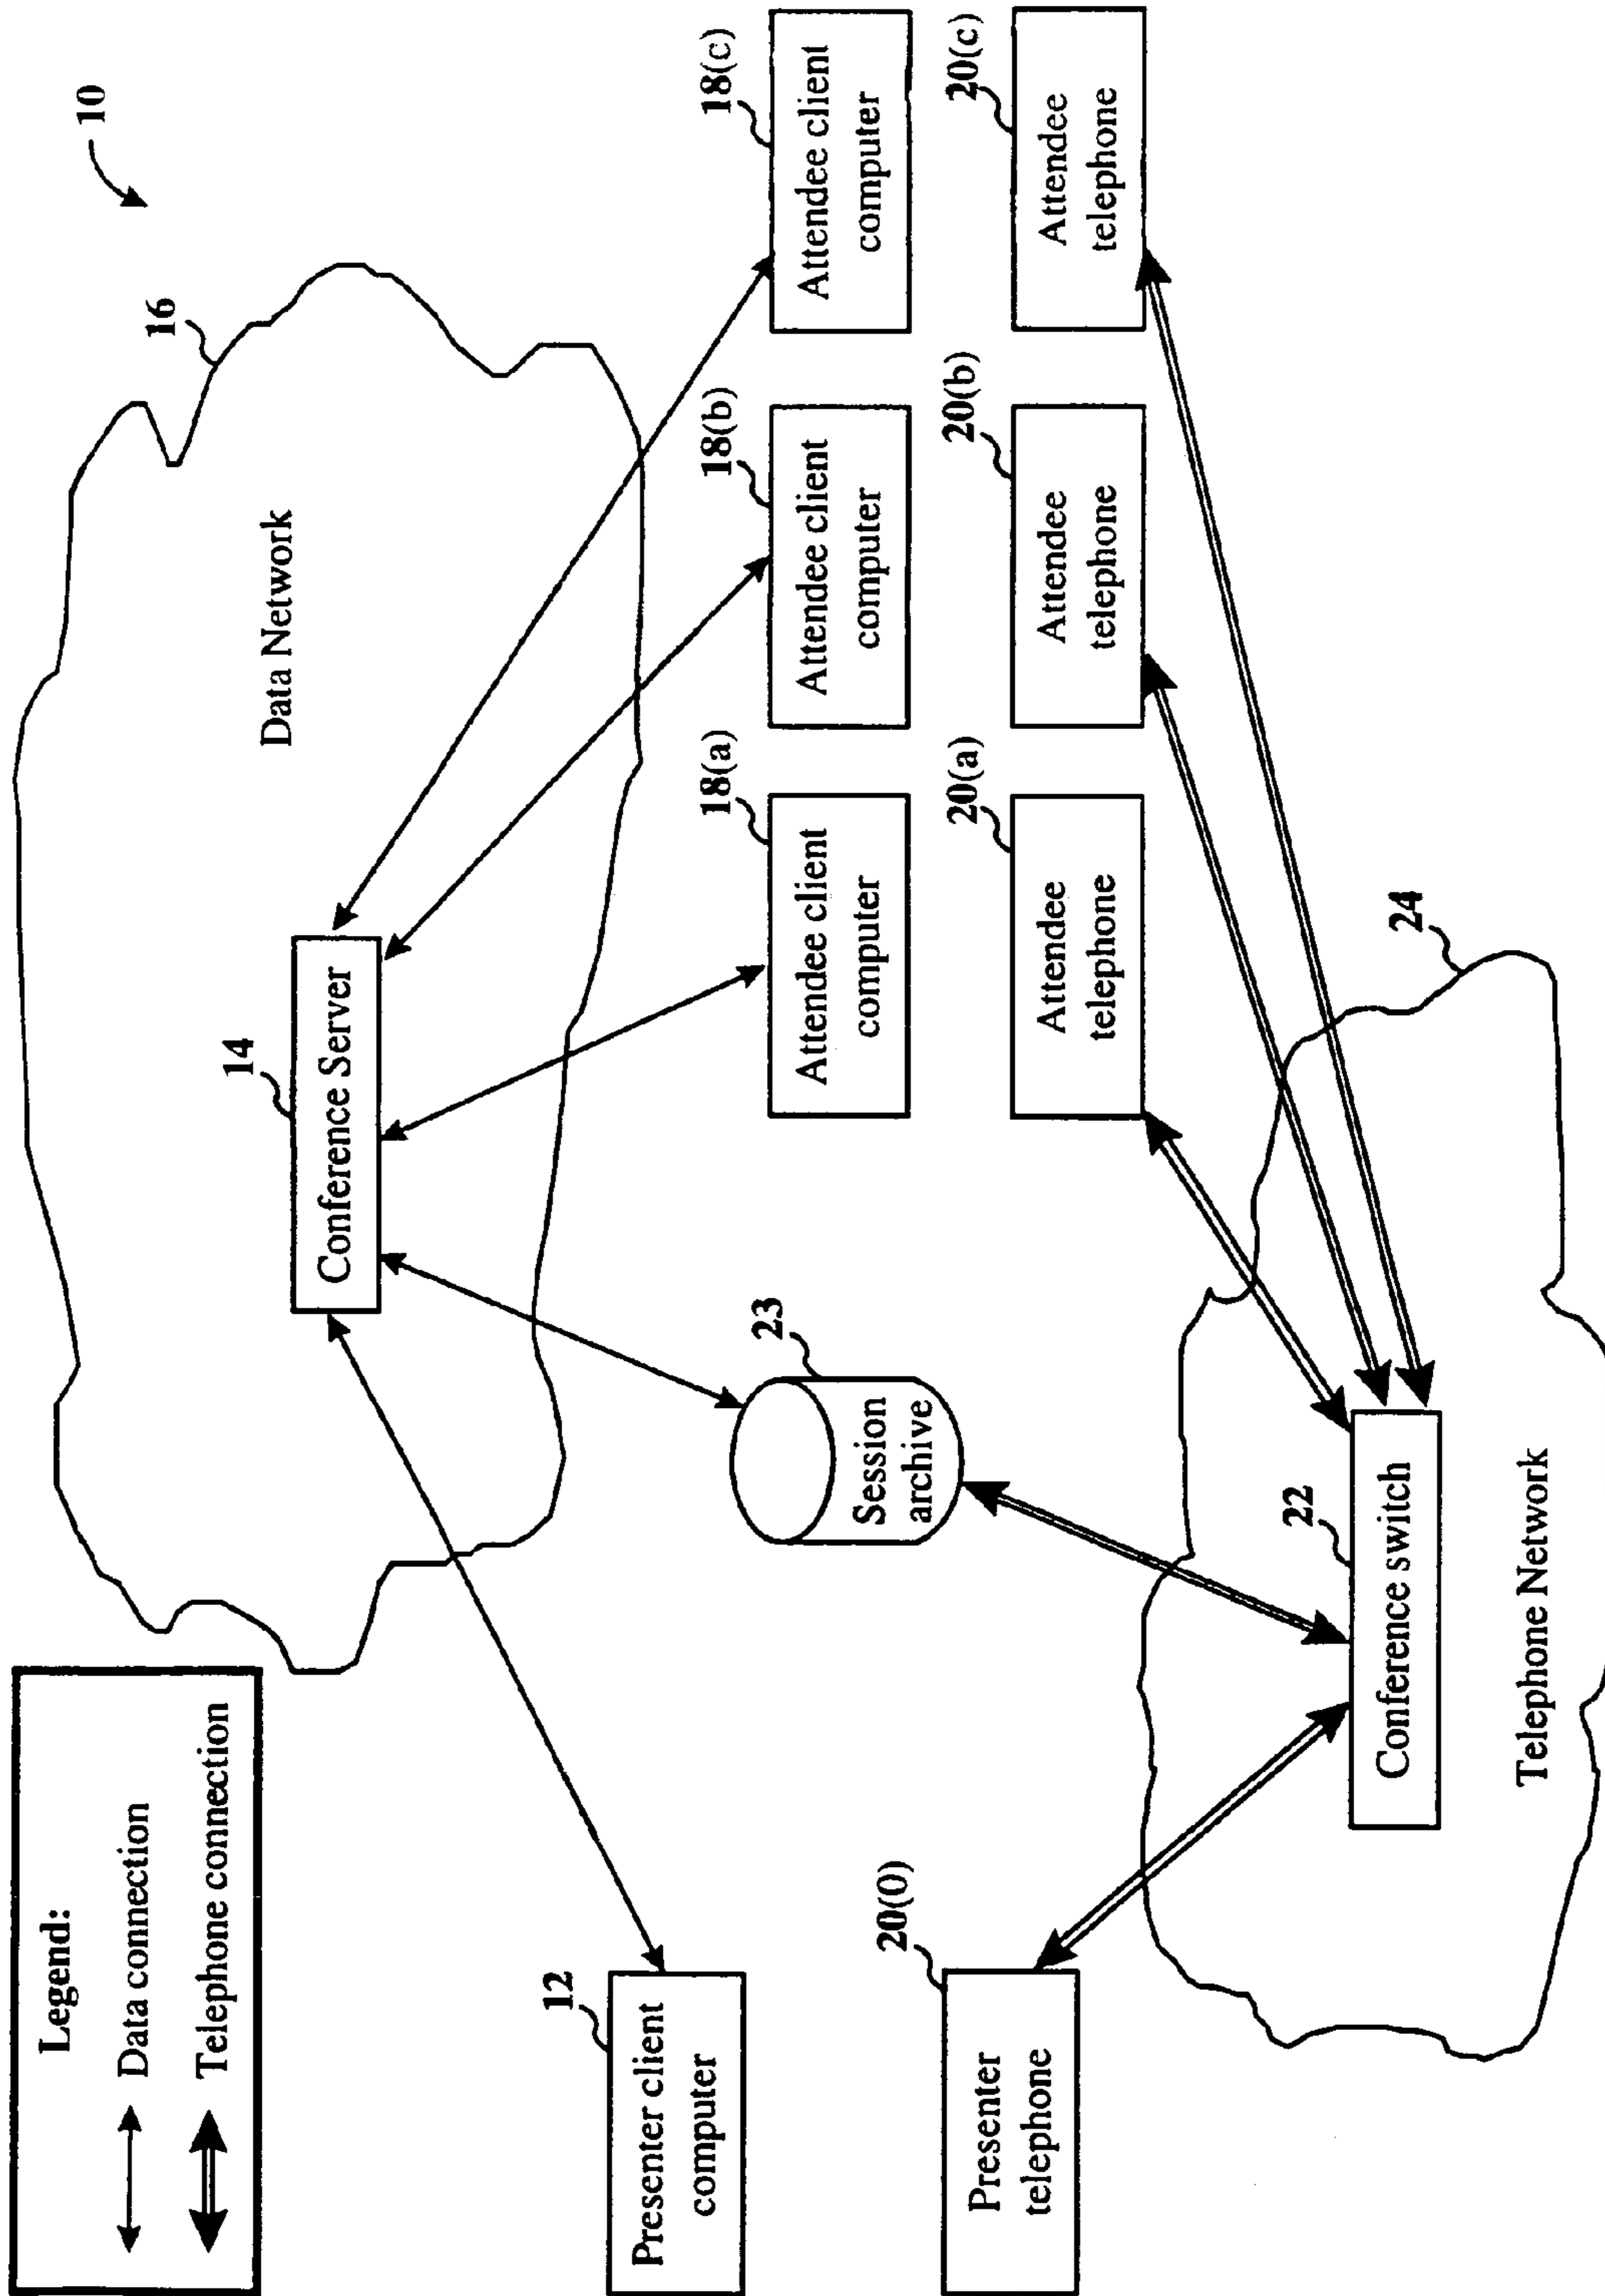 Legend:
Data connection
Telephone connection
10
16
Data Network
14
Conference Server
12
Presenter client
computer
23
Session
archive
18(a)
Attendee client
computer
18(b)
Attendee client
computer
18(c)
Attendee client
computer
20(0)
Presenter
telephone
20(a)
Attendee
telephone
20(b)
Attendee
telephone
20(c)
Attendee
telephone
24
22
Conference switch
Telephone Network